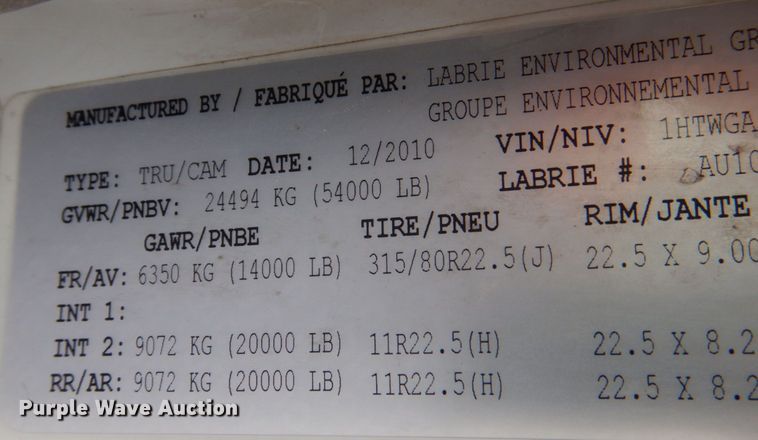 MANUFACTURED BY / FABRIQUÉ PAR: LABRIE ENVIRONMENTAL GR
GROUPE ENVIRONNEMENTAL
TYPE: TRU/CAM DATE: 12/2010 VIN/NIV: 1HTWGA
GVWR/PNBV: 24494 KG (54000 LB) LABRIE #: AU10
GAWR/PNBE TIRE/PNEU RIM/JANTE
FR/AV: 6350 KG (14000 LB) 315/80R22.5(J) 22.5 X 9.00
INT 1:
INT 2: 9072 KG (20000 LB) 11R22.5(H) 22.5 X 8.2
RR/AR: 9072 KG (20000 LB) 11R22.5(H) 22.5 X 8.2
Purple Wave Auction